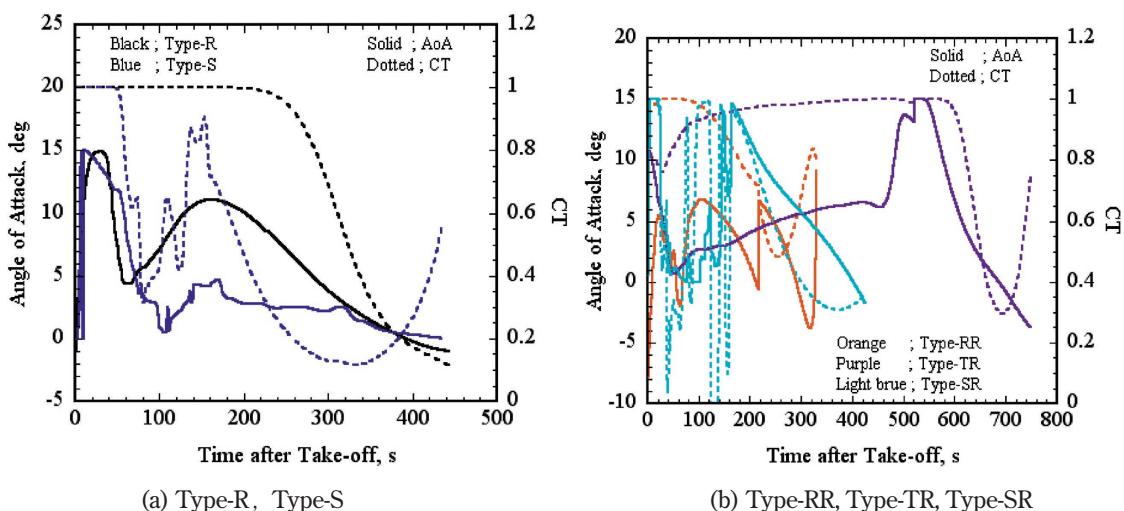 25
20
15
10
5
0
-5
Angle of Attack, deg
Black ; Type-R
Blue ; Type-S
Solid ; AoA
Dotted ; CT
1.2
1
0.8
0.6
0.4
0.2
0
CT
0 100 200 300 400 500
Time after Take-off, s
(a) Type-R, Type-S
20
15
10
5
0
-5
-10
Angle of Attack, deg
Solid ; AoA
Dotted ; CT
Orange ; Type-RR
Purple ; Type-TR
Light brue ; Type-SR
1.2
1
0.8
0.6
0.4
0.2
0
CT
0 100 200 300 400 500 600 700 800
Time after Take-off, s
(b) Type-RR, Type-TR, Type-SR